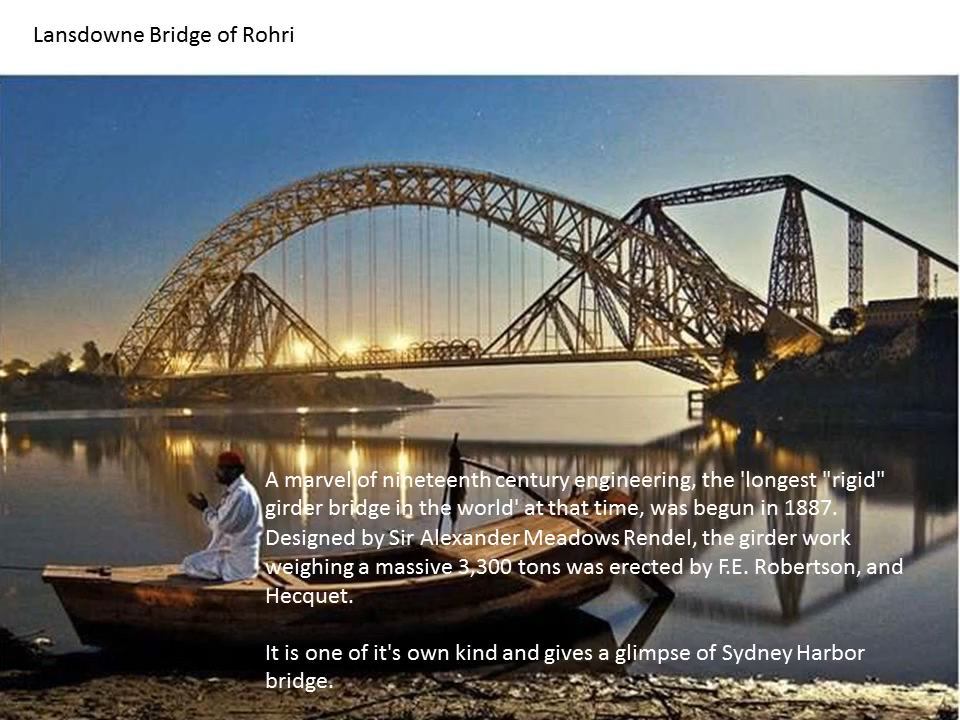 Lansdowne Bridge of Rohri
A marvel of nineteenth century engineering, the 'longest "rigid"
girder bridge in the world' at that time, was begun in 1887.
Designed by Sir Alexander Meadows Rendel, the girder work
weighing a massive 3,300 tons was erected by F.E. Robertson, and
Hecquet.
It is one of it's own kind and gives a glimpse of Sydney Harbor
bridge.